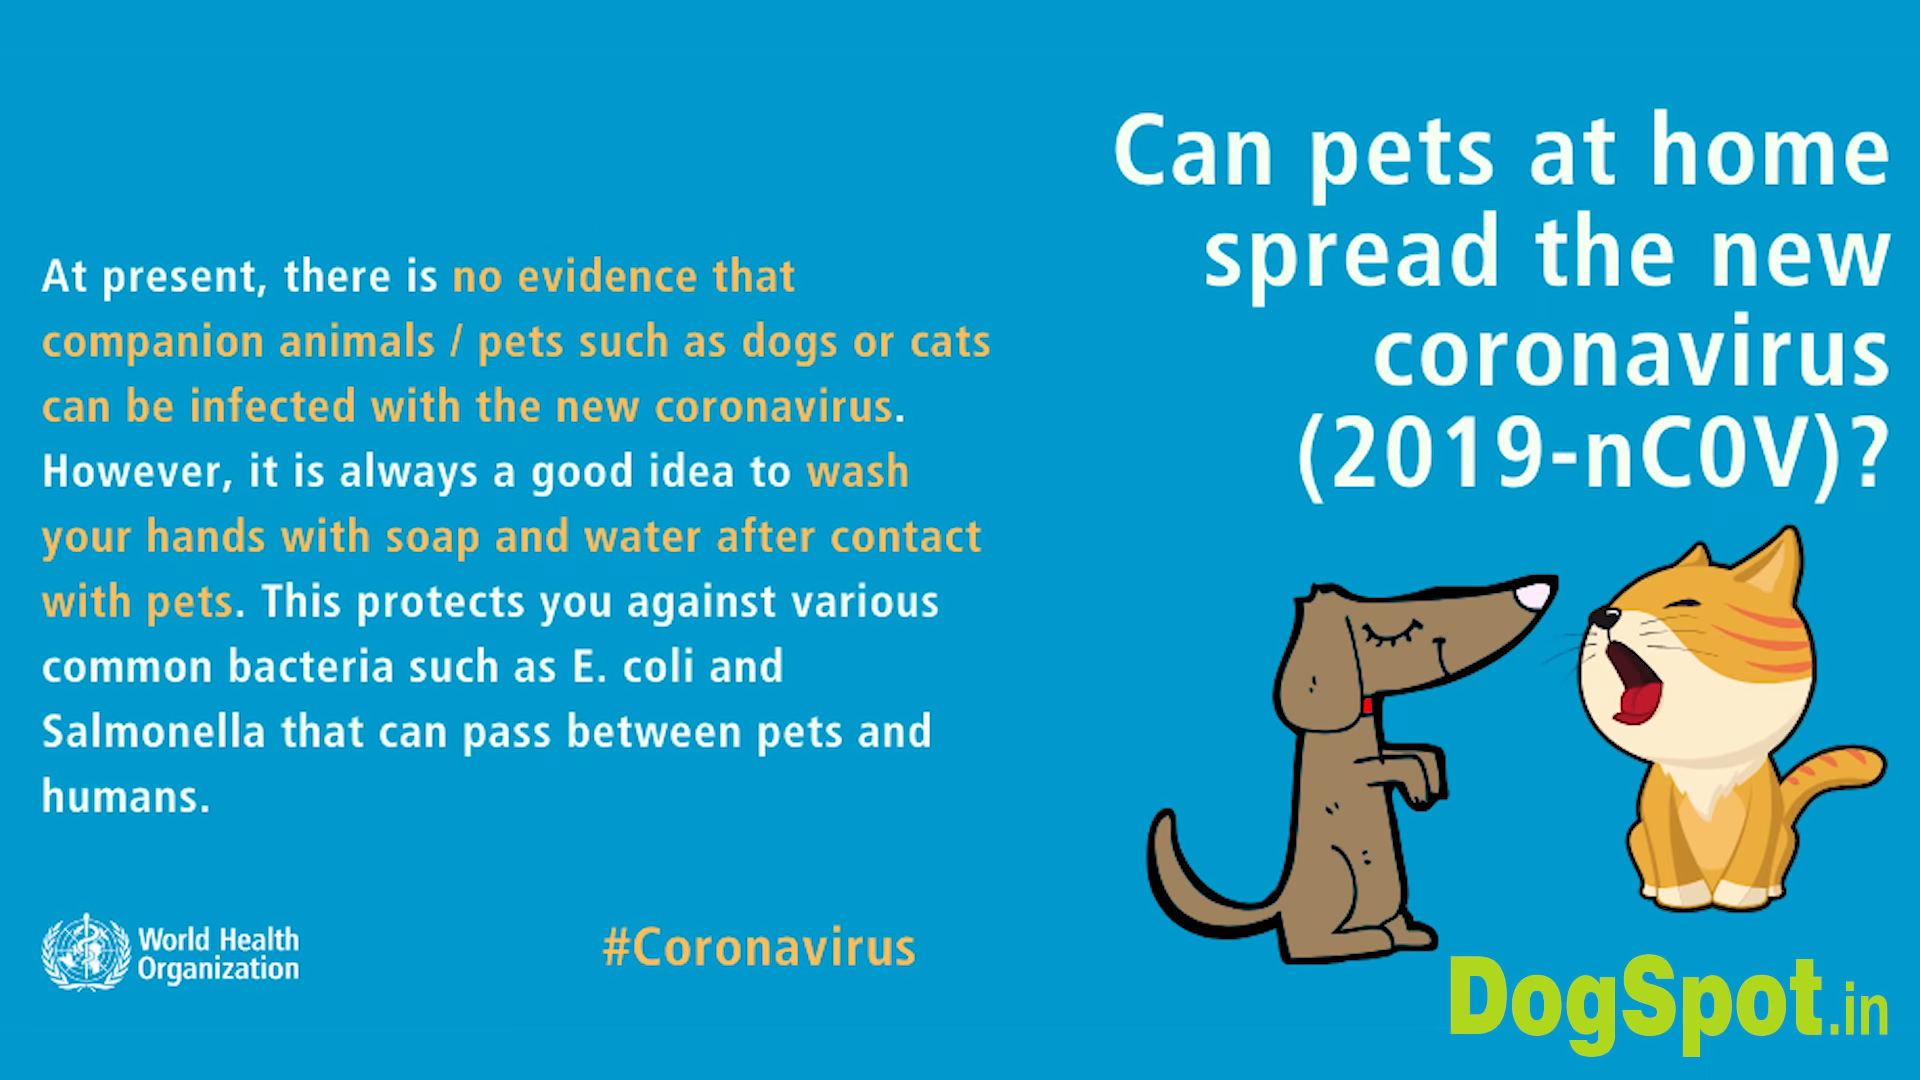 Can pets at home
spread the new
coronavirus
(2019-nC0V)?
At present, there is no evidence that
companion animals / pets such as dogs or cats
can be infected with the new coronavirus.
However, it is always a good idea to wash
your hands with soap and water after contact
with pets. This protects you against various
common bacteria such as E. coli and
Salmonella that can pass between pets and
humans.
World Health
Organization
#Coronavirus
DogSpot.in